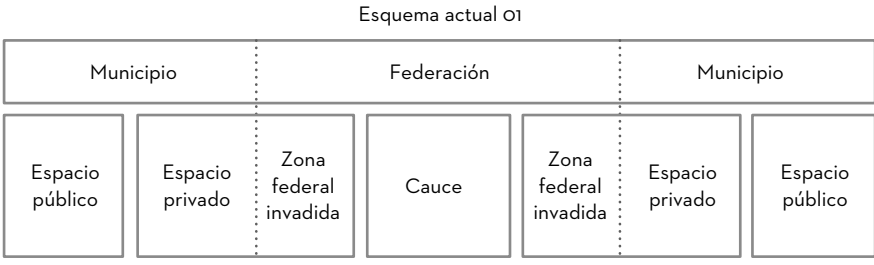 Esquema actual 01
Municipio
Federación
Municipio
Espacio
público
Espacio
privado
Zona
federal
invadida
Cauce
Zona
federal
invadida
Espacio
privado
Espacio
público